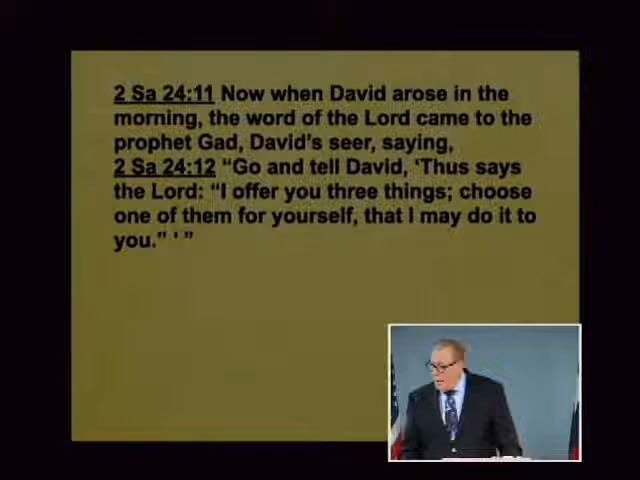 2 Sa 24:11 Now when David arose in the
morning, the word of the Lord came to the
prophet Gad, David’s seer, saying,
2 Sa 24:12 “Go and tell David, ‘Thus says
the Lord: “I offer you three things; choose
one of them for yourself, that I may do it to
you.” ’ ”